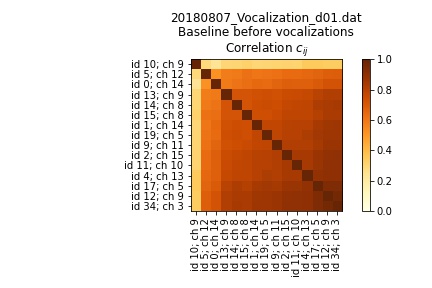 20180807_Vocalization_d01.dat
Baseline before vocalizations
Correlation c_ij
id 10; ch 9
id 5; ch 12
id 0; ch 14
id 13; ch 9
id 14; ch 8
id 15; ch 8
id 1; ch 14
id 19; ch 5
id 9; ch 11
id 2; ch 15
id 11; ch 10
id 4; ch 13
id 17; ch 5
id 12; ch 9
id 34; ch 3
1.0
0.8
0.6
0.4
0.2
0.0
id 10; ch 9
id 5; ch 12
id 0; ch 14
id 13; ch 9
id 14; ch 8
id 15; ch 8
id 1; ch 14
id 19; ch 5
id 9; ch 11
id 2; ch 15
id 11; ch 10
id 4; ch 13
id 17; ch 5
id 12; ch 9
id 34; ch 3